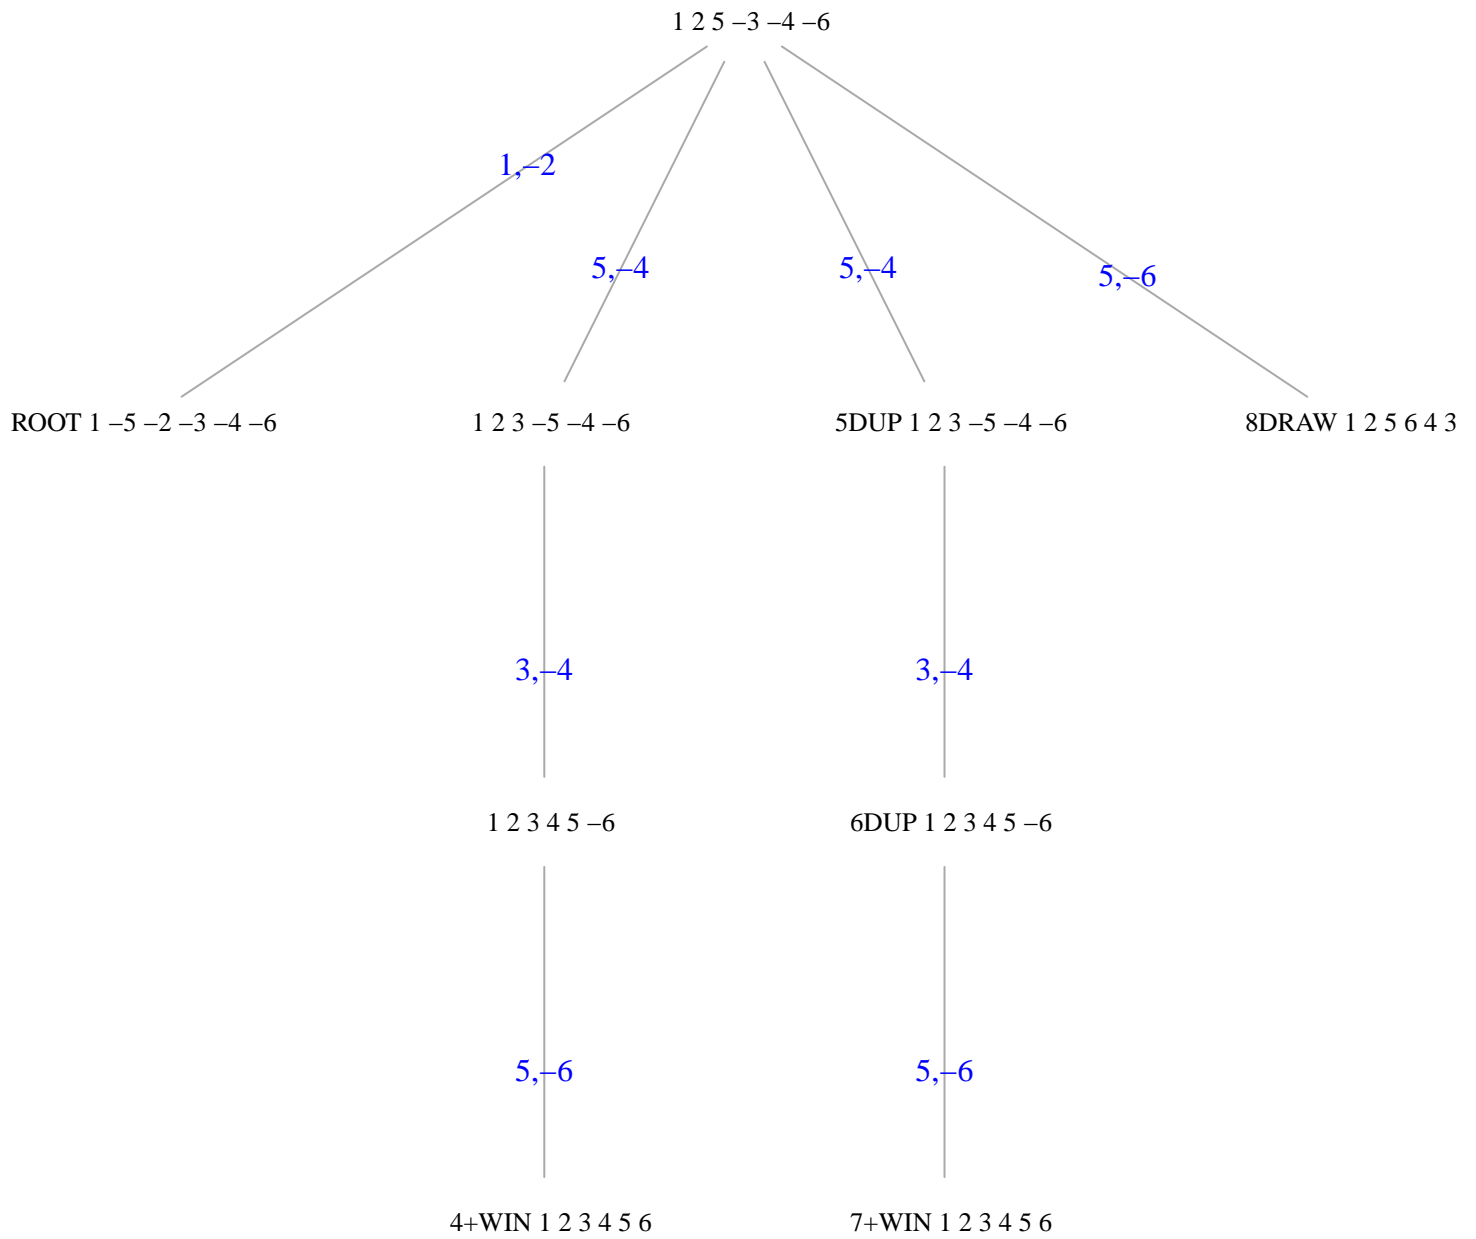 1 2 5 –3 –4 –6
1,–2
5,–4
5,–4
5,–6
ROOT 1 –5 –2 –3 –4 –6
1 2 3 –5 –4 –6
5DUP 1 2 3 –5 –4 –6
8DRAW 1 2 5 6 4 3
3,–4
3,–4
1 2 3 4 5 –6
6DUP 1 2 3 4 5 –6
5,–6
5,–6
4+WIN 1 2 3 4 5 6
7+WIN 1 2 3 4 5 6